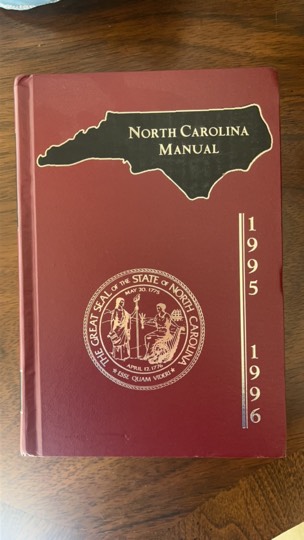 NORTH CAROLINA
MANUAL
1995
1996
THE GREAT SEAL OF THE STATE OF NORTH CAROLINA
MAY 20, 1775
APRIL 12, 1776
ESSE QUAM VIDERI